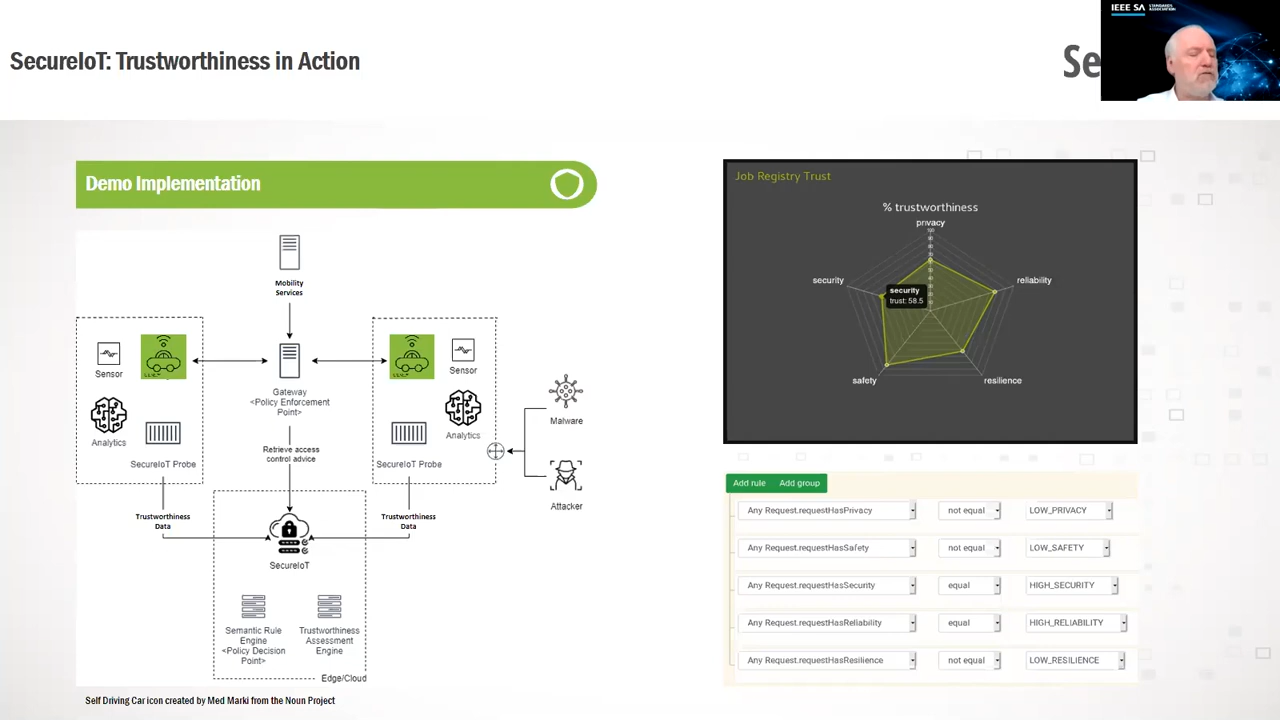 SecureIoT: Trustworthiness in Action
Se
IEEE SA
STANDARDS
ASSOCIATION
Demo Implementation
Mobility
Services
Sensor
Analytics
SecureIoT Probe
Gateway
<Policy Enforcement
Point>
Sensor
Analytics
SecureIoT Probe
Malware
Attacker
Retrieve access
control advice
Trustworthiness
Data
Trustworthiness
Data
SecureIoT
Semantic Rule
Engine
<Policy Decision
Point>
Trustworthiness
Assessment
Engine
Edge/Cloud
Self Driving Car icon created by Med Marki from the Noun Project
Job Registry Trust
% trustworthiness
privacy
security
reliability
security
trust: 58.5
safety
resilience
Add rule Add group
Any Request.requestHasPrivacy not equal LOW_PRIVACY
Any Request.requestHasSafety not equal LOW_SAFETY
Any Request.requestHasSecurity equal HIGH_SECURITY
Any Request.requestHasReliability equal HIGH_RELIABILITY
Any Request.requestHasResilience not equal LOW_RESILIENCE